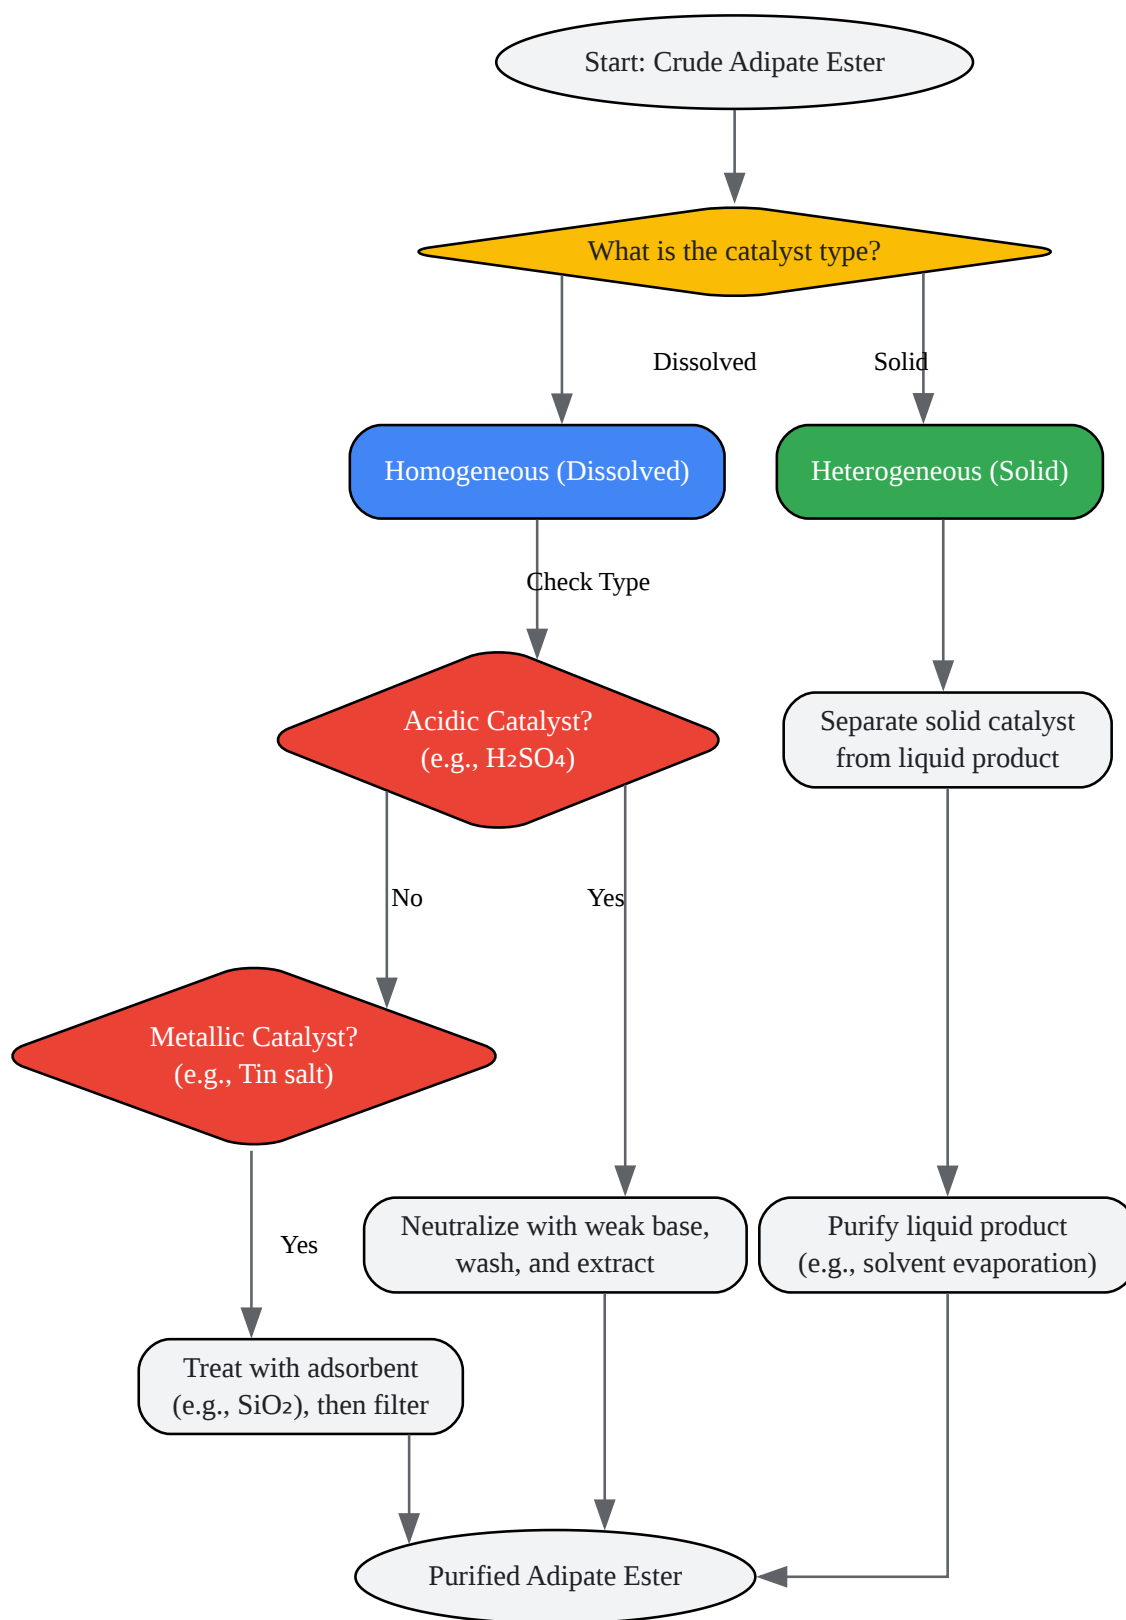 Start: Crude Adipate Ester
What is the catalyst type?
Dissolved
Solid
Homogeneous (Dissolved)
Heterogeneous (Solid)
Check Type
Acidic Catalyst?
(e.g., H₂SO₄)
Separate solid catalyst
from liquid product
No
Yes
Metallic Catalyst?
(e.g., Tin salt)
Yes
Neutralize with weak base,
wash, and extract
Purify liquid product
(e.g., solvent evaporation)
Treat with adsorbent
(e.g., SiO₂), then filter
Purified Adipate Ester